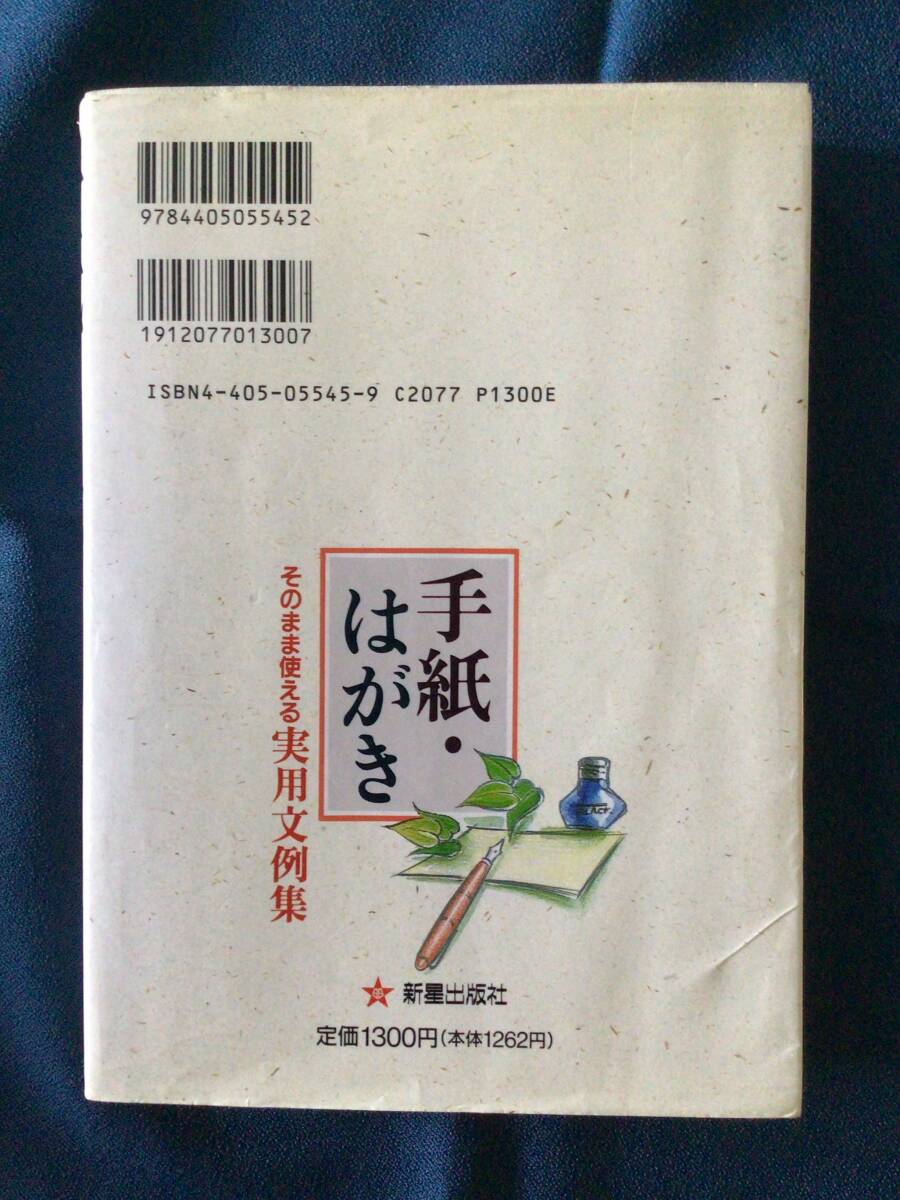 9784405055452
1912077013007
ISBN4-405-05545-9 C2077 P1300E
手紙・
はがき
そのまま使える実用文例集
BLACK
新星出版社
定価1300円(本体1262円)